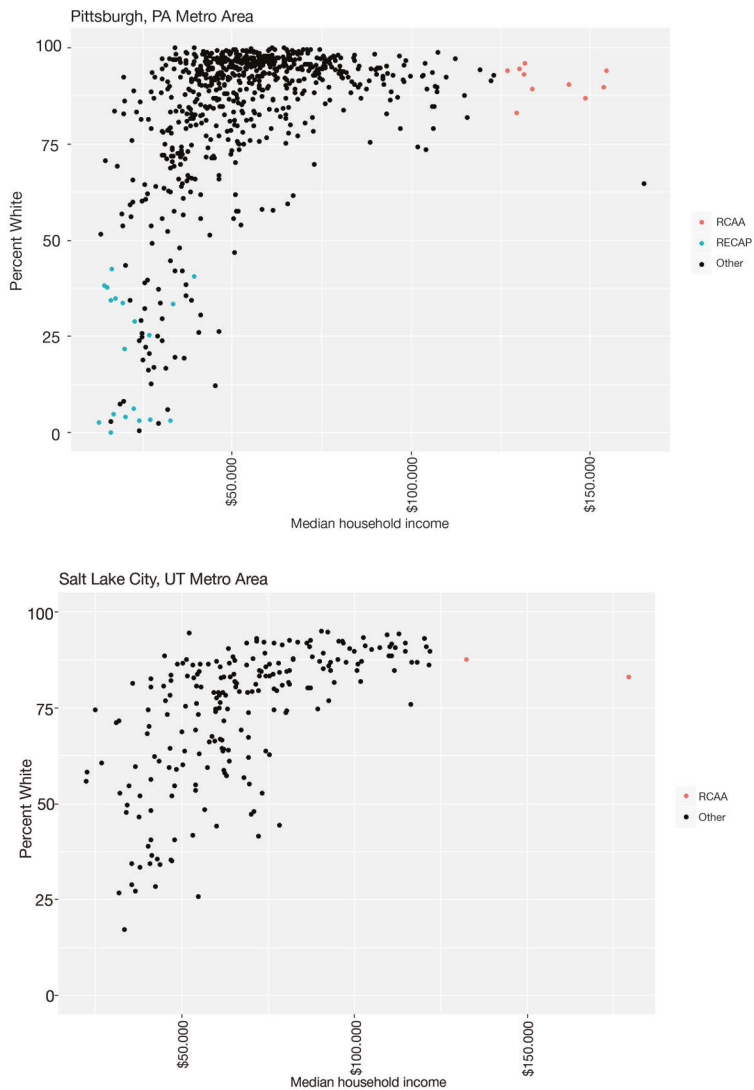 Pittsburgh, PA Metro Area
100
75
50
25
0
Percent White
$50.000
$100.000
$150.000
Median household income
RCAA
RECAP
Other
Salt Lake City, UT Metro Area
100
75
50
25
0
Percent White
$50.000
$100.000
$150.000
Median household income
RCAA
Other